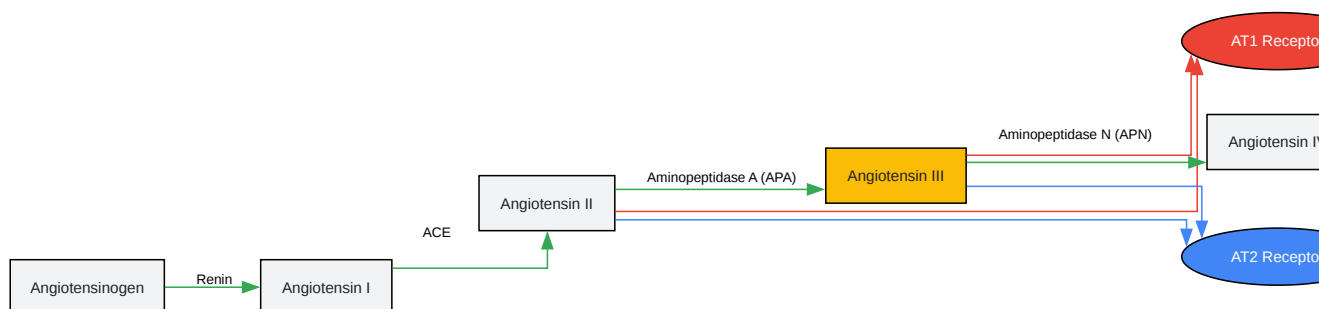 AT1 Recepto
Aminopeptidase N (APN)
Angiotensin IV
Aminopeptidase A (APA)
Angiotensin III
Angiotensin II
ACE
AT2 Recepto
Renin
Angiotensinogen
Angiotensin I